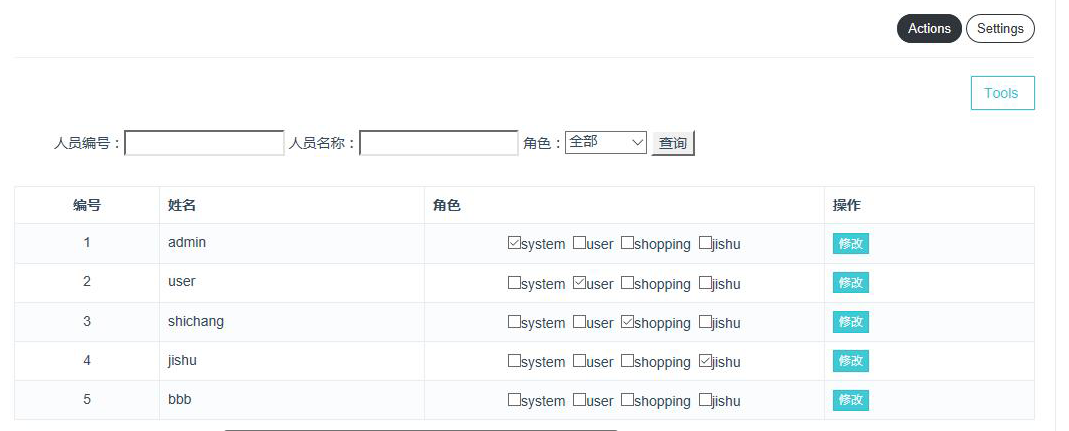 Actions Settings
Tools
人员编号： 人员名称： 角色：全部 查询
编号 姓名 角色 操作
1 admin system user shopping jishu 修改
2 user system user shopping jishu 修改
3 shichang system user shopping jishu 修改
4 jishu system user shopping jishu 修改
5 bbb system user shopping jishu 修改